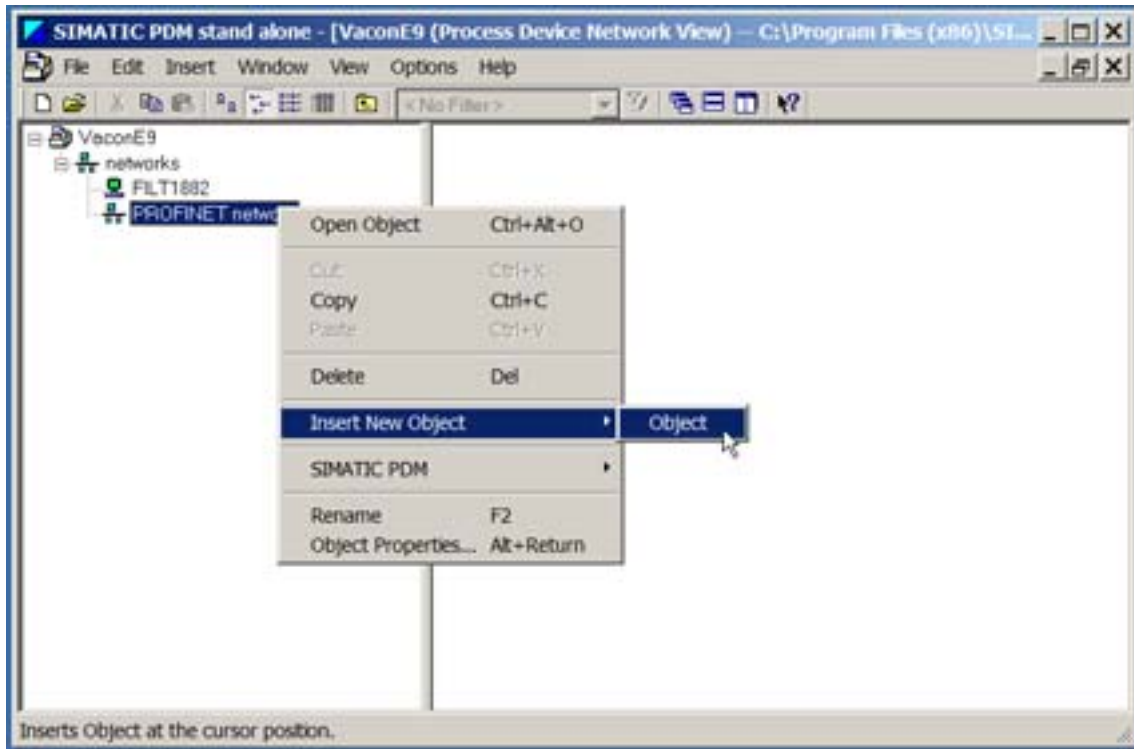 SIMATIC PDM stand alone - [VaconE9 (Process Device Network View) -- C:\Program Files (x86)\SI...
File Edit Insert Window View Options Help
< No Filter >
VaconE9
networks
FILT1882
PROFINET netwo
Open Object Ctrl+Alt+O
Cut Ctrl+X
Copy Ctrl+C
Paste Ctrl+V
Delete Del
Insert New Object
Object
SIMATIC PDM
Rename F2
Object Properties... Alt+Return
Inserts Object at the cursor position.